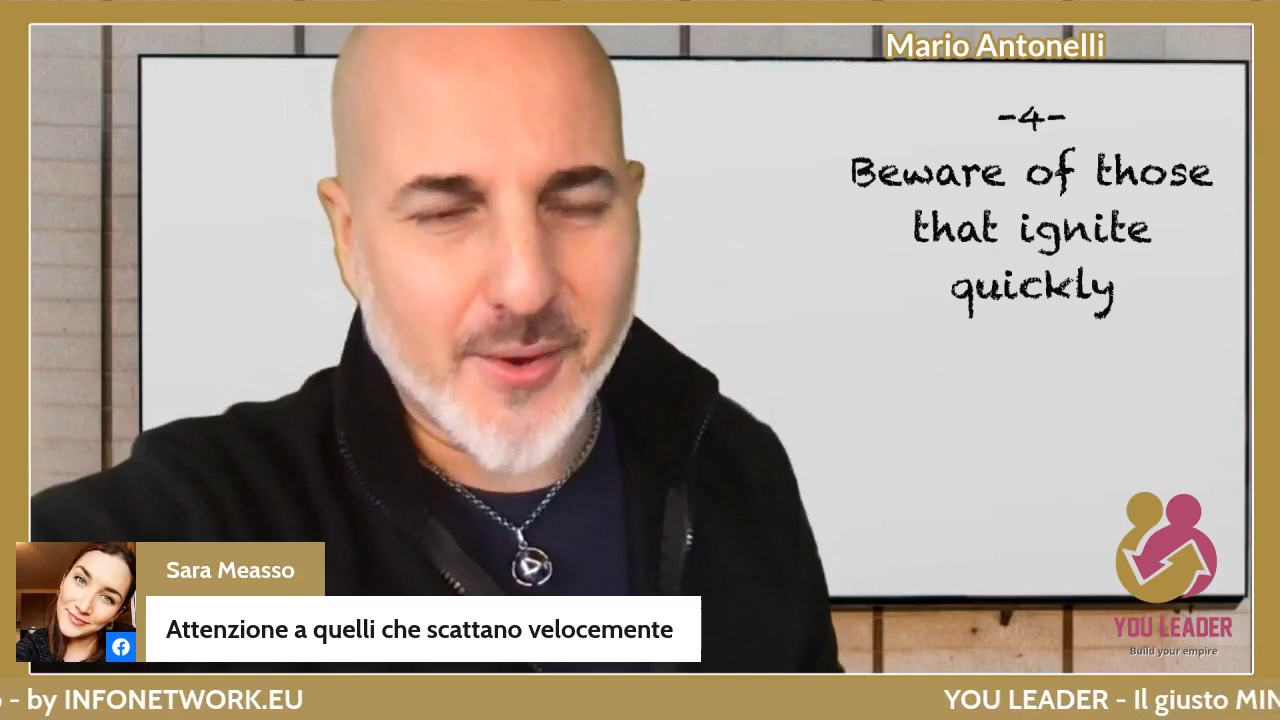 Mario Antonelli
-4-
Beware of those
that ignite
quickly
Sara Measso
Attenzione a quelli che scattano velocemente
YOU LEADER
Build your empire
- by INFONETWORK.EU
YOU LEADER - Il giusto